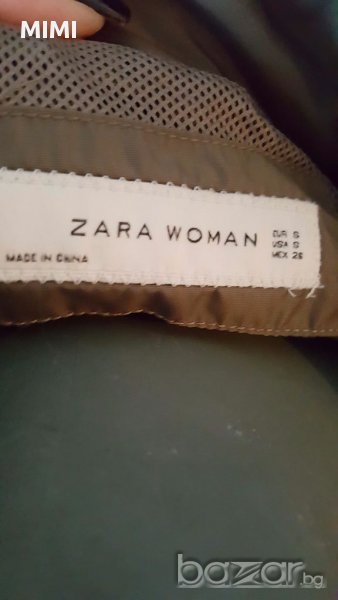 MIMI
ZARA WOMAN
EUR S
USA S
MEX 26
MADE IN CHINA
bazar.bg